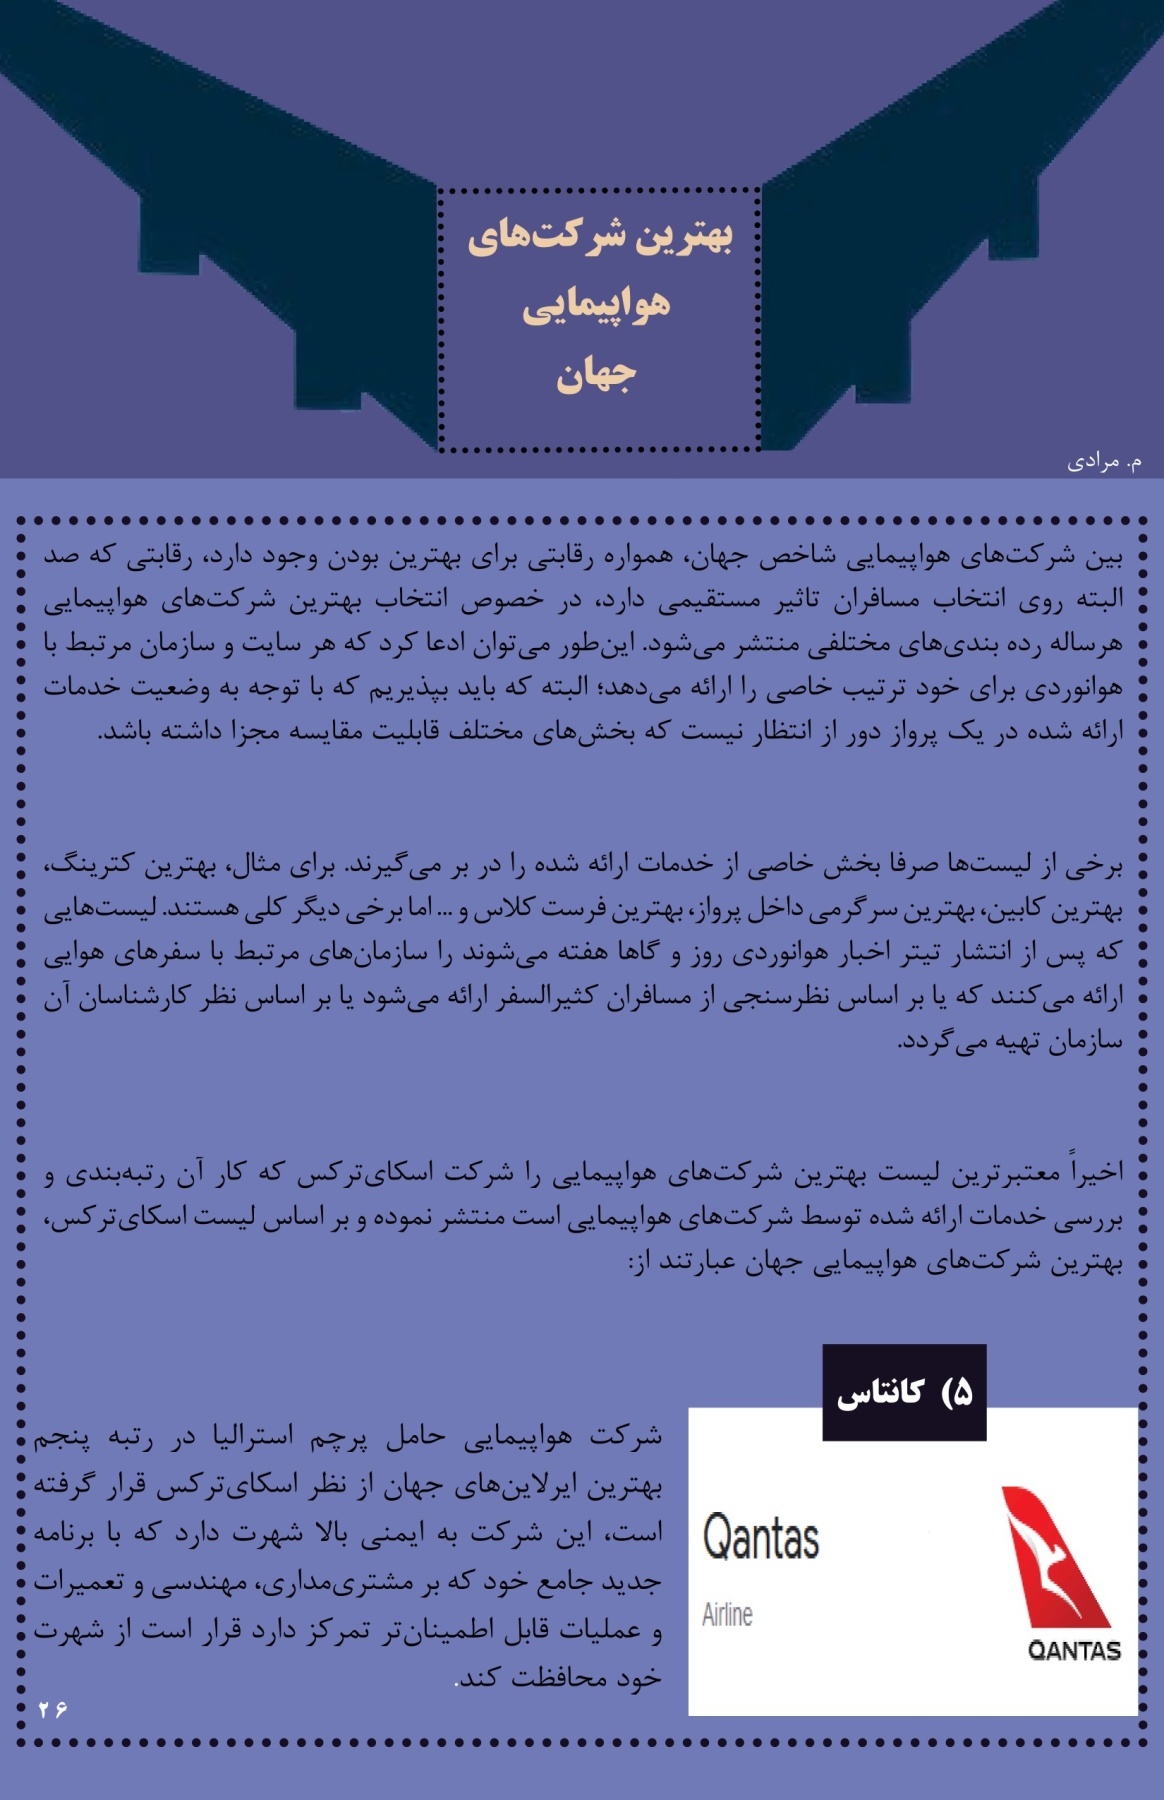 بهترین شرکت‌های
هواپیمایی
جهان
م. مرادی
بین شرکت‌های هواپیمایی شاخص جهان، همواره رقابتی برای بهترین بودن وجود دارد، رقابتی که صد
البته روی انتخاب مسافران تاثیر مستقیمی دارد، در خصوص انتخاب بهترین شرکت‌های هواپیمایی
هرساله رده بندی‌های مختلفی منتشر می‌شود. این‌طور می‌توان ادعا کرد که هر سایت و سازمان مرتبط با
هوانوردی برای خود ترتیب خاصی را ارائه می‌دهد؛ البته که باید بپذیریم که با توجه به وضعیت خدمات
ارائه شده در یک پرواز دور از انتظار نیست که بخش‌های مختلف قابلیت مقایسه مجزا داشته باشد.
برخی از لیست‌ها صرفا بخش خاصی از خدمات ارائه شده را در بر می‌گیرند. برای مثال، بهترین کترینگ،
بهترین کابین، بهترین سرگرمی داخل پرواز، بهترین فرست کلاس و ... اما برخی دیگر کلی هستند. لیست‌هایی
که پس از انتشار تیتر اخبار هوانوردی روز و گاها هفته می‌شوند را سازمان‌های مرتبط با سفرهای هوایی
ارائه می‌کنند که یا بر اساس نظرسنجی از مسافران کثیرالسفر ارائه می‌شود یا بر اساس نظر کارشناسان آن
سازمان تهیه می‌گردد.
اخیراً معتبرترین لیست بهترین شرکت‌های هواپیمایی را شرکت اسکای‌ترکس که کار آن رتبه‌بندی و
بررسی خدمات ارائه شده توسط شرکت‌های هواپیمایی است منتشر نموده و بر اساس لیست اسکای‌ترکس،
بهترین شرکت‌های هواپیمایی جهان عبارتند از:
۵) کانتاس
Qantas
Airline
QANTAS
شرکت هواپیمایی حامل پرچم استرالیا در رتبه پنجم
بهترین ایرلاین‌های جهان از نظر اسکای‌ترکس قرار گرفته
است، این شرکت به ایمنی بالا شهرت دارد که با برنامه
جدید جامع خود که بر مشتری‌مداری، مهندسی و تعمیرات
و عملیات قابل اطمینان‌تر تمرکز دارد قرار است از شهرت
خود محافظت کند.
۲۶